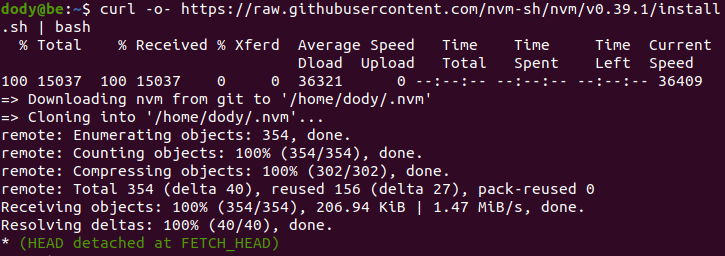 dody@be:~$ curl -o- https://raw.githubusercontent.com/nvm-sh/nvm/v0.39.1/install
.sh | bash
  % Total    % Received % Xferd  Average Speed   Time    Time     Time  Current
                                 Dload  Upload   Total   Spent    Left  Speed
100 15037  100 15037    0     0  36321      0 --:--:-- --:--:-- --:--:-- 36409
=> Downloading nvm from git to '/home/dody/.nvm'
=> Cloning into '/home/dody/.nvm'...
remote: Enumerating objects: 354, done.
remote: Counting objects: 100% (354/354), done.
remote: Compressing objects: 100% (302/302), done.
remote: Total 354 (delta 40), reused 156 (delta 27), pack-reused 0
Receiving objects: 100% (354/354), 206.94 KiB | 1.47 MiB/s, done.
Resolving deltas: 100% (40/40), done.
* (HEAD detached at FETCH_HEAD)